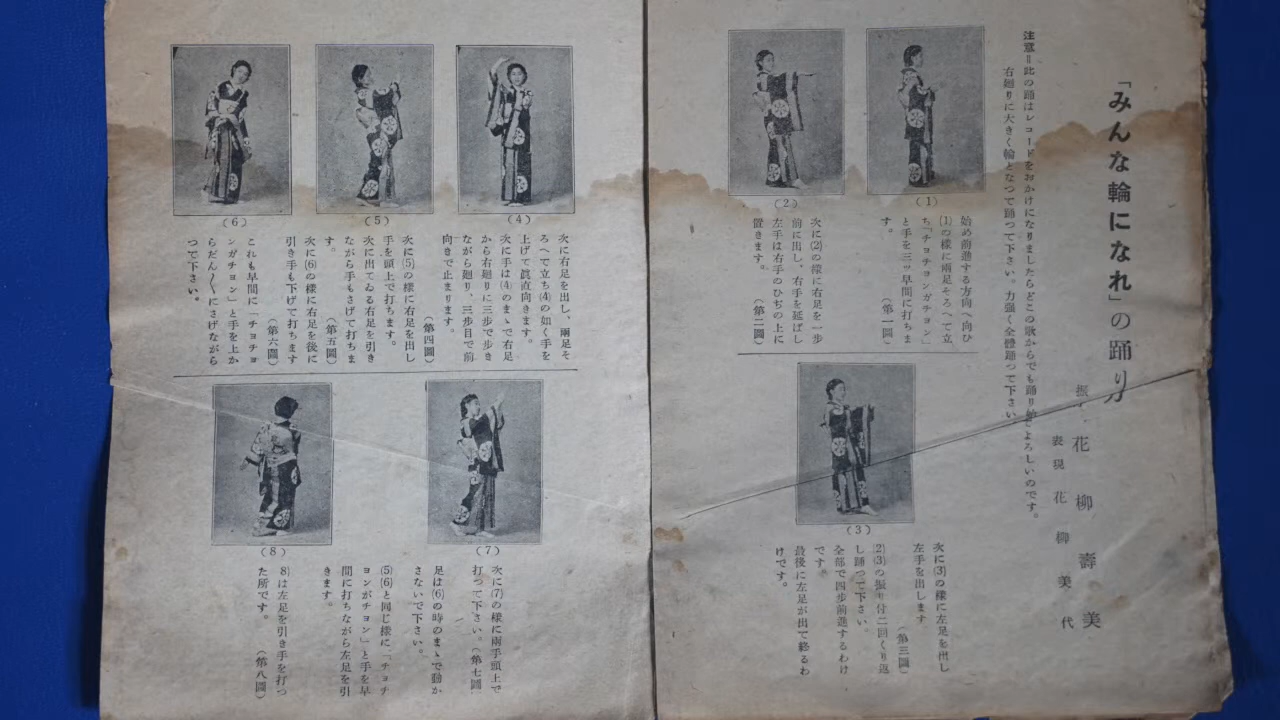 「みんな輪になれ」の踊り方
振付 花柳壽美
表現 花柳美代
注意=此の踊はレコードをおかけになりましたらどこの歌からでも踊り始めてよろしいのです。
右廻りに大きく輪となつて踊つて下さい。力強く全體踊つて下さい
(1)
始め前進する方向へ向ひ
(1)の樣に兩足そろへて立
ち「チョチョンガチョン」
と手を三ッ早間に打ちま
す。 (第一圖)
(2)
次に(2)の樣に右足を一步
前に出し、右手を延ばし
左手は右手のひぢの上に
置きます。 (第二圖)
(3)
次に(3)の樣に左足を出し
左手を出します
(第三圖)
(2)(3)の振り付二回くり返
し踊つて下さい。
全部で四步前進するわけ
です。
最後に左足が出て終るわ
けです。
(4)
次に右足を出し、兩足そ
ろへて立ち(4)の如く手を
上げて眞直向きます。
次に手は(4)のまゝで右足
から右廻りに三步で步き
ながら廻り、三步目で前
向きで止まります。
(第四圖)
(5)
次に(5)の樣に右足を出し
手を頭上で打ちます。
次に出てゐる右足を引き
ながら手もさげて打ちま
す。 (第五圖)
(6)
次に(6)の樣に右足を後に
引き手も下げて打ちます
(第六圖)
これも早間に「チョチョ
ンガチョン」と手を上か
らだん〱にさげながら
つて下さい。
(7)
次に(7)の樣に兩手頭上で
打つて下さい。(第七圖
足は(6)の時のまゝで動か
さないで下さい。
(5)(6)と同じ樣に「チョチ
ョンガチョン」と手を早
間に打ちながら左足を引
きます。
(8)
8)は左足を引き手を打つ
た所です。 (第八圖)